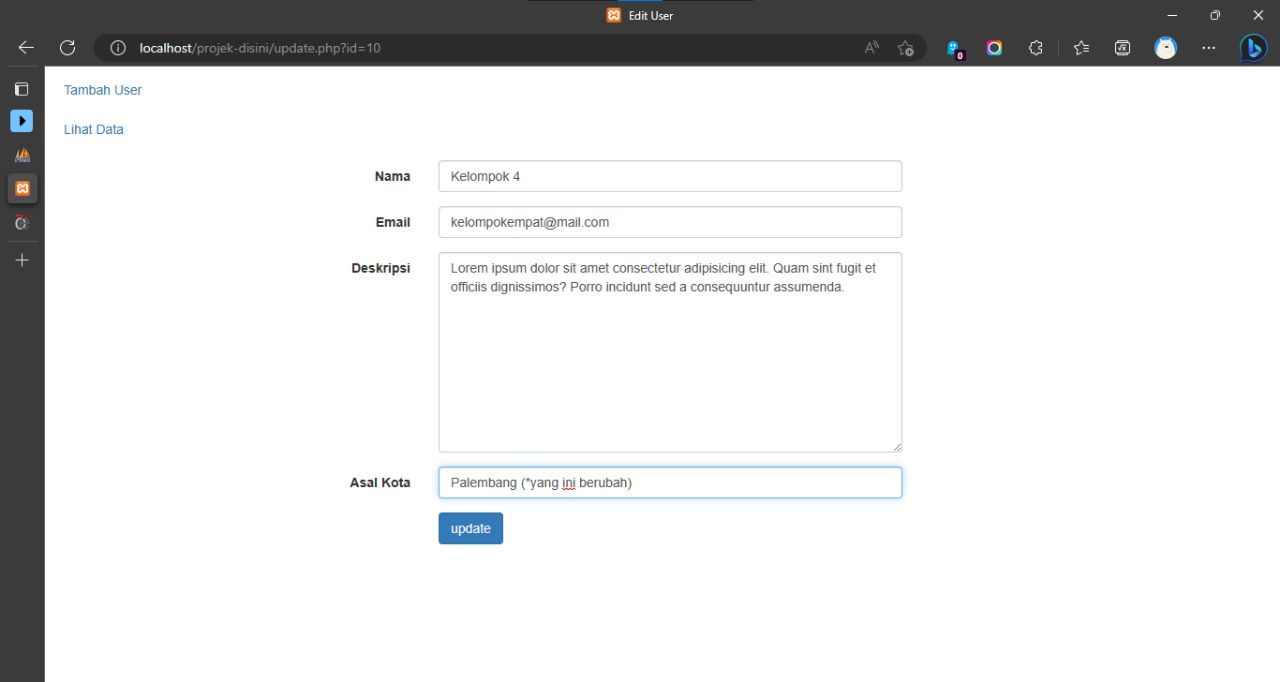 Edit User
localhost/projek-disini/update.php?id=10
0
Tambah User
Lihat Data
Nama
Kelompok 4
Email
kelompokempat@mail.com
Deskripsi
Lorem ipsum dolor sit amet consectetur adipisicing elit. Quam sint fugit et
officiis dignissimos? Porro incidunt sed a consequuntur assumenda.
Asal Kota
Palembang (*yang ini berubah)
update